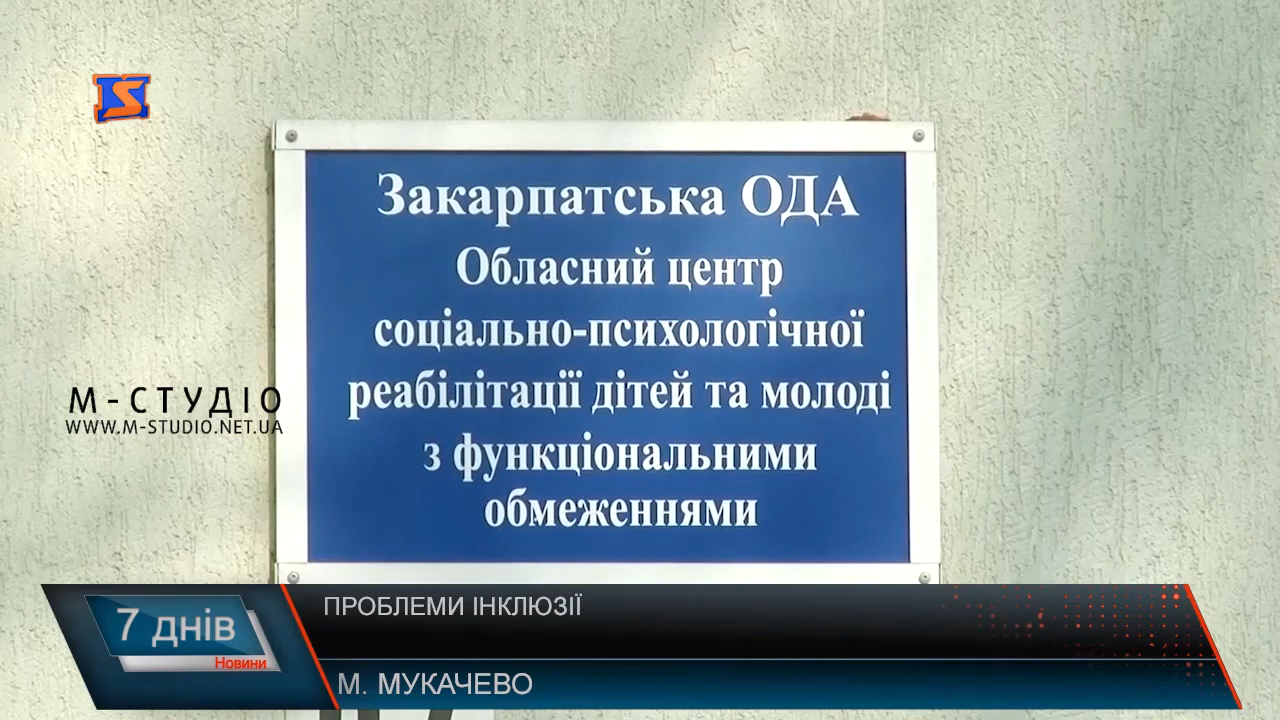 Закарпатська ОДА
Обласний центр
соціально-психологічної
реабілітації дітей та молоді
з функціональними
обмеженнями
М-СТУДІО
WWW.M-STUDIO.NET.UA
7 днів
Новини
ПРОБЛЕМИ ІНКЛЮЗІЇ
М. МУКАЧЕВО